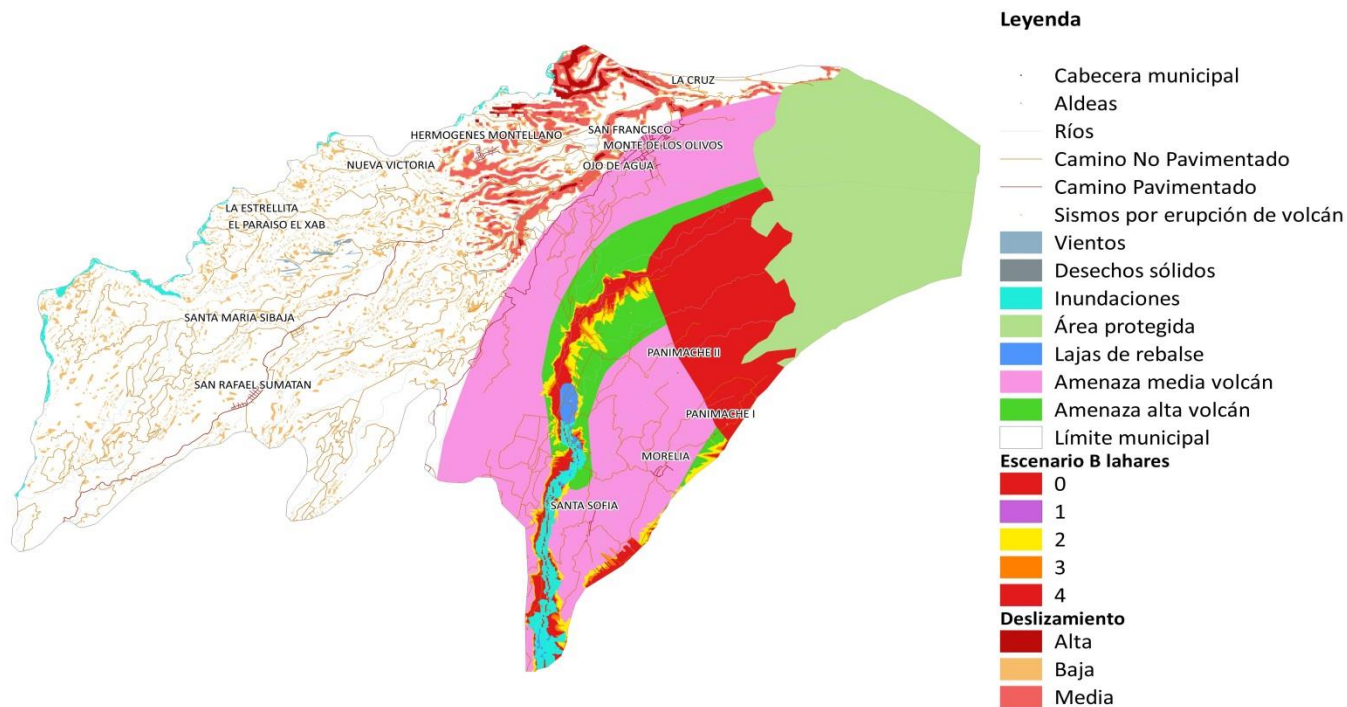 LA CRUZ
HERMOGENES MONTELLANO
SAN FRANCISCO
MONTE DE LOS OLIVOS
NUEVA VICTORIA
OJO DE AGUA
LA ESTRELLITA
EL PARAISO EL XAB
SANTA MARIA SIBAJA
PANIMACHE II
SAN RAFAEL SUMATAN
PANIMACHE I
MORELIA
SANTA SOFIA
Leyenda
Cabecera municipal
Aldeas
Ríos
Camino No Pavimentado
Camino Pavimentado
Sismos por erupción de volcán
Vientos
Desechos sólidos
Inundaciones
Área protegida
Lajas de rebalse
Amenaza media volcán
Amenaza alta volcán
Límite municipal
Escenario B lahares
0
1
2
3
4
Deslizamiento
Alta
Baja
Media